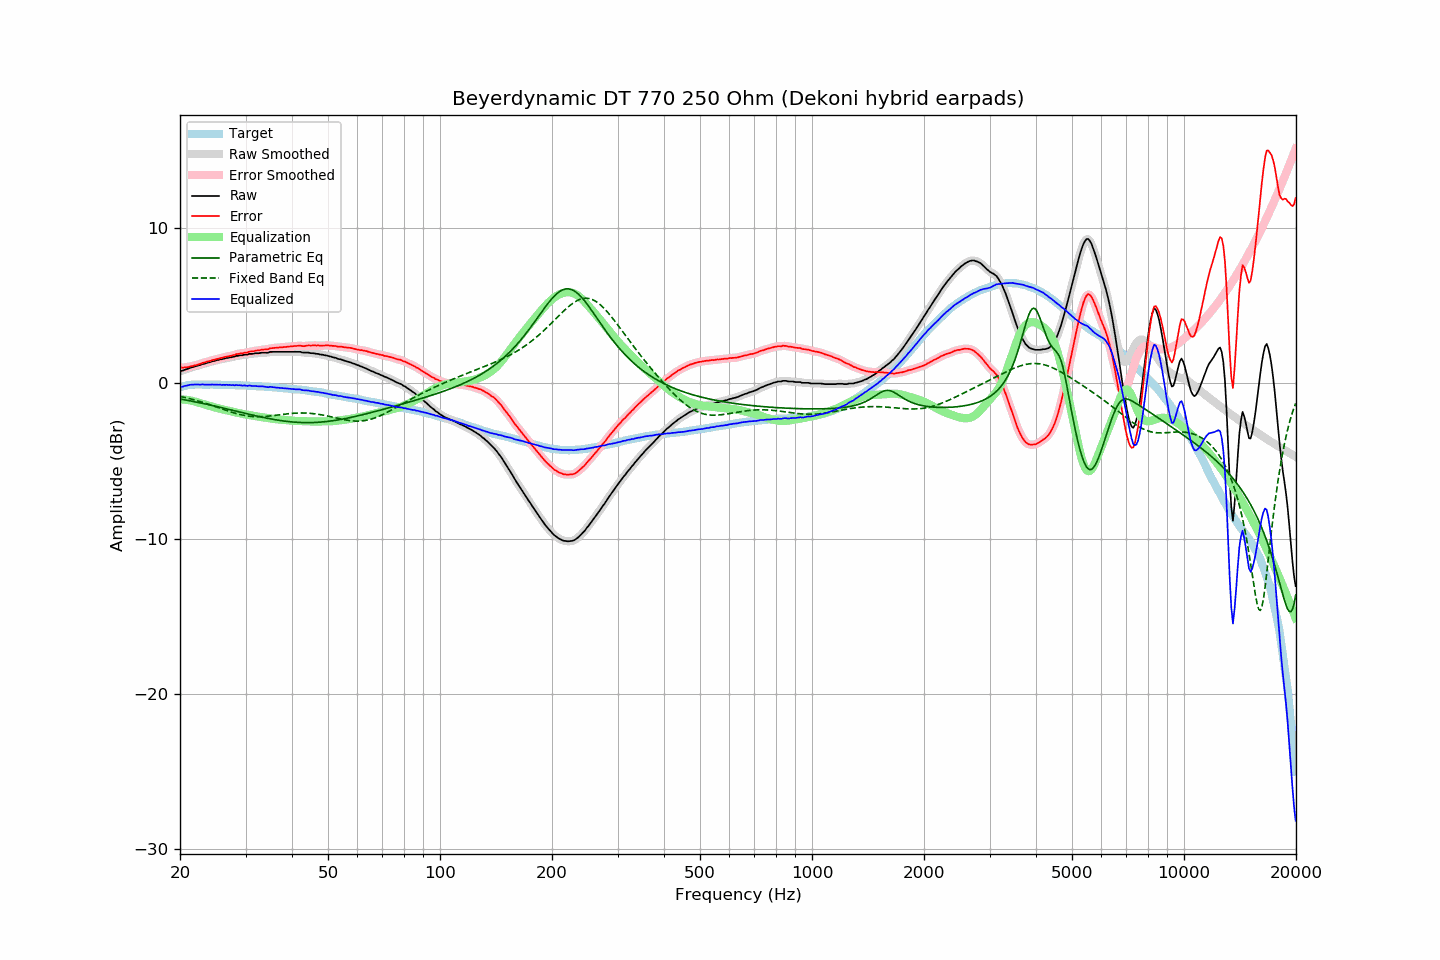 Beyerdynamic DT 770 250 Ohm (Dekoni hybrid earpads)
Target
Raw Smoothed
Error Smoothed
Raw
Error
Equalization
Parametric Eq
Fixed Band Eq
Equalized
10
0
−10
−20
−30
Amplitude (dBr)
20 50 100 200 500 1000 2000 5000 10000 20000
Frequency (Hz)